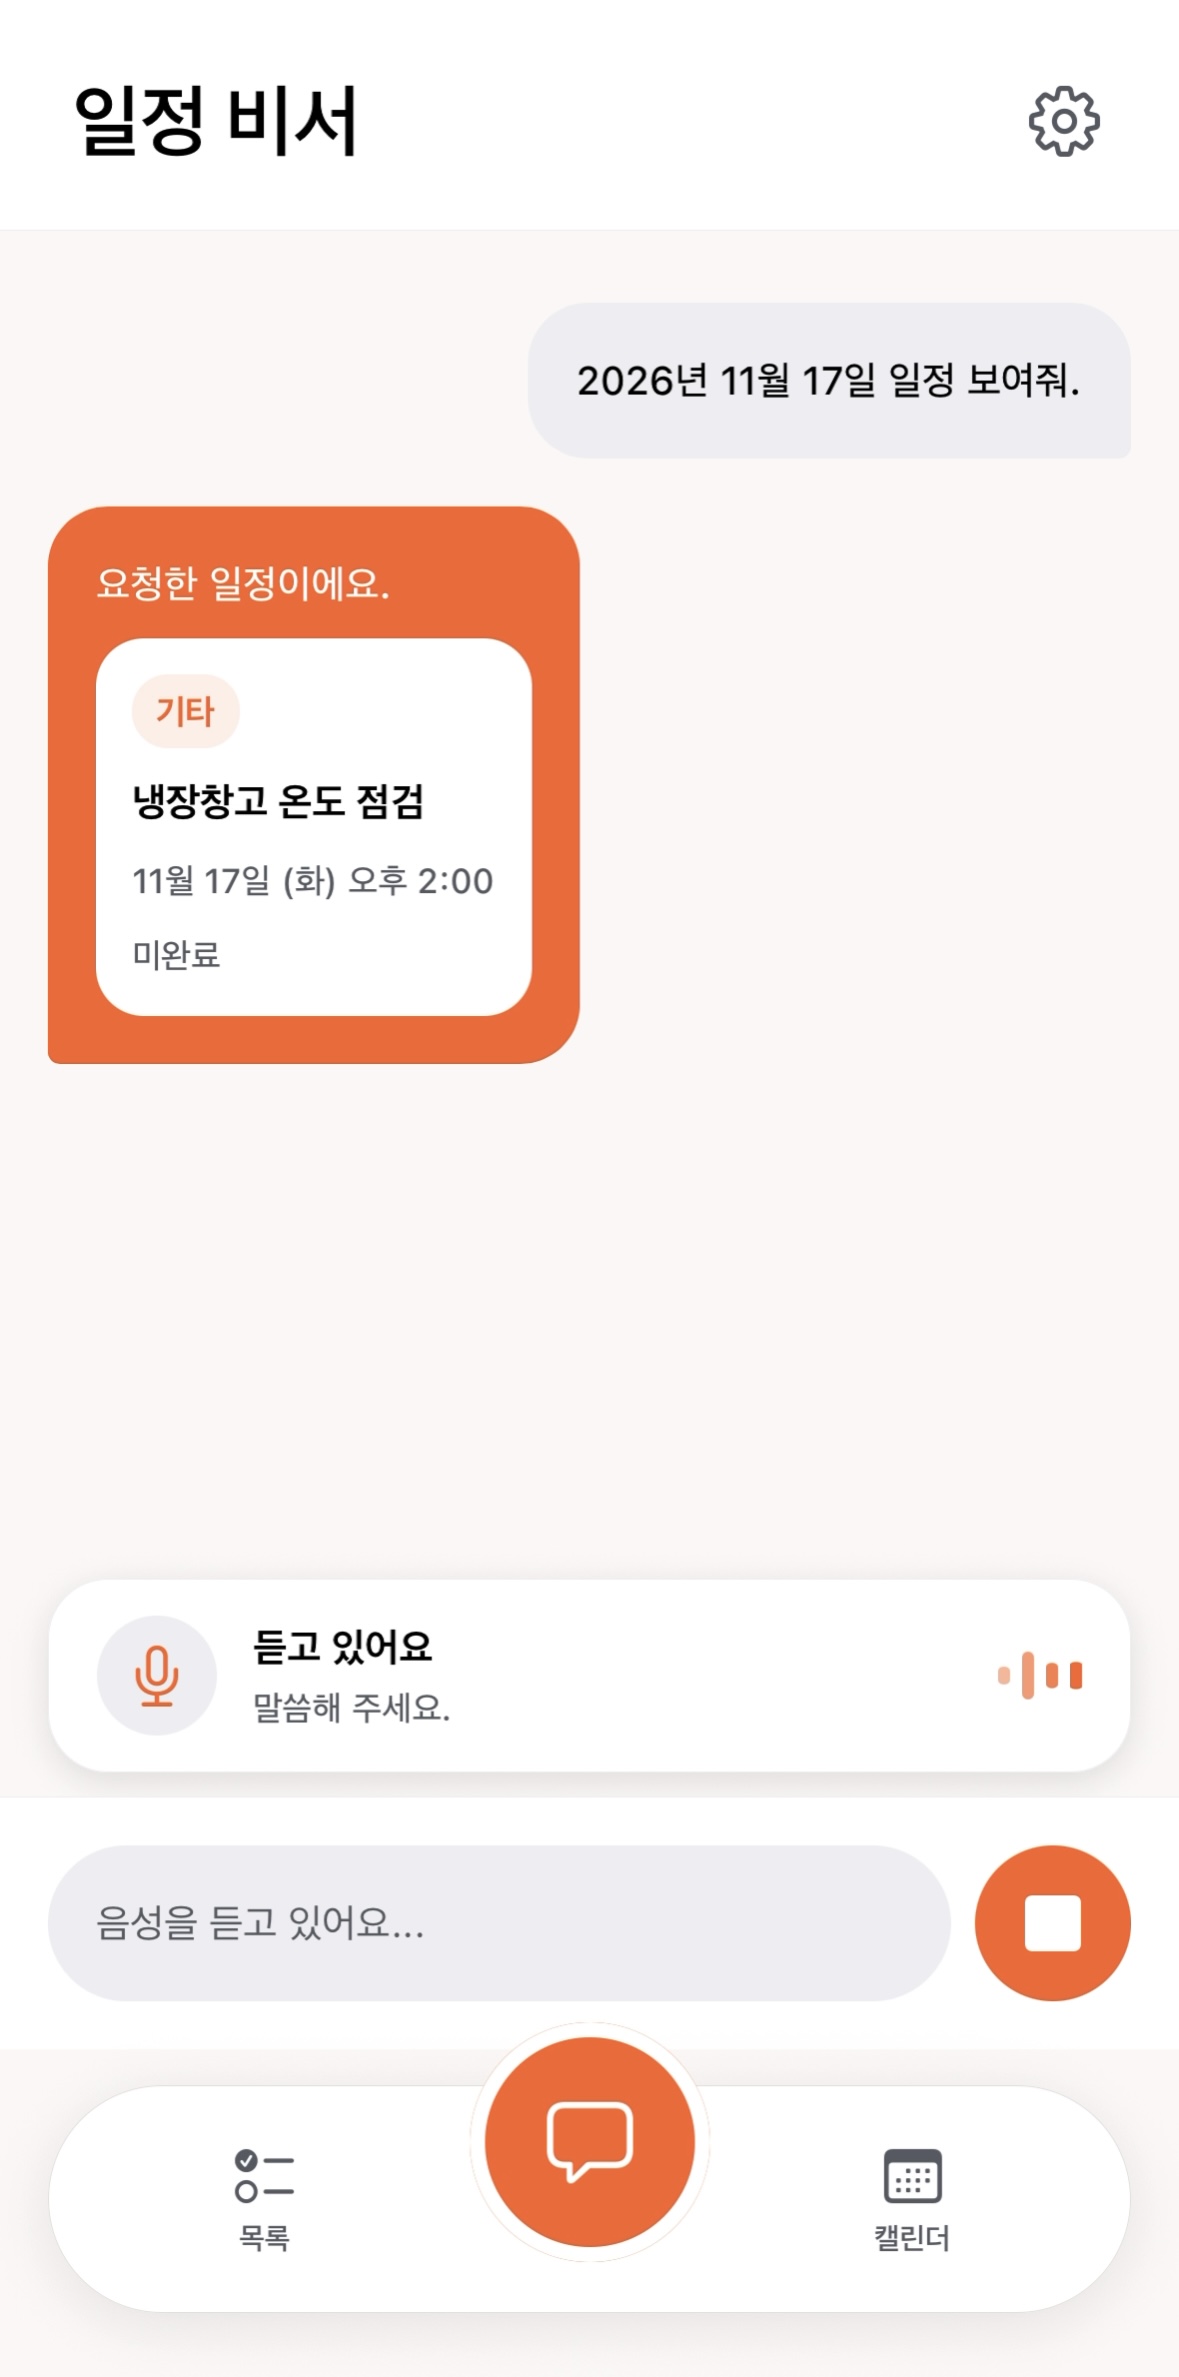 일정 비서
2026년 11월 17일 일정 보여줘.
요청한 일정이에요.
기타
냉장창고 온도 점검
11월 17일 (화) 오후 2:00
미완료
듣고 있어요
말씀해 주세요.
음성을 듣고 있어요...
목록
캘린더